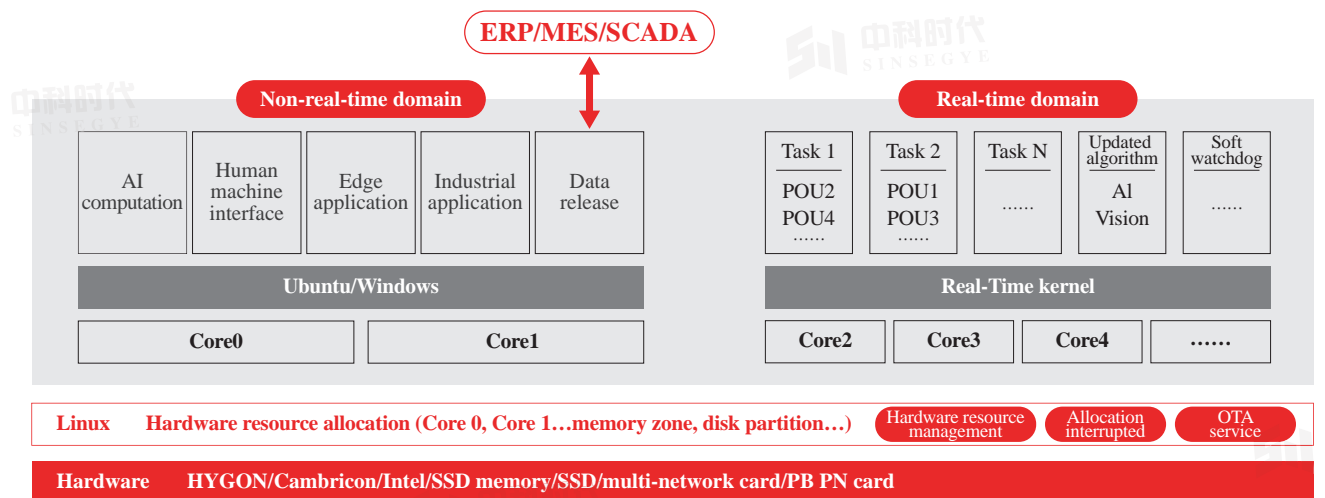 ERP/MES/SCADA
中科时代
SINSEGYE
中科时代
SINSEGYE
Non-real-time domain
Real-time domain
AI
computation
Human
machine
interface
Edge
application
Industrial
application
Data
release
Task 1
POU2
POU4
......
Task 2
POU1
POU3
......
Task N
......
Updated
algorithm
Al
Vision
Soft
watchdog
......
Ubuntu/Windows
Real-Time kernel
Core0
Core1
Core2
Core3
Core4
……
Linux Hardware resource allocation (Core 0, Core 1…memory zone, disk partition…)
Hardware resource
management
Allocation
interrupted
OTA
service
Hardware HYGON/Cambricon/Intel/SSD memory/SSD/multi-network card/PB PN card